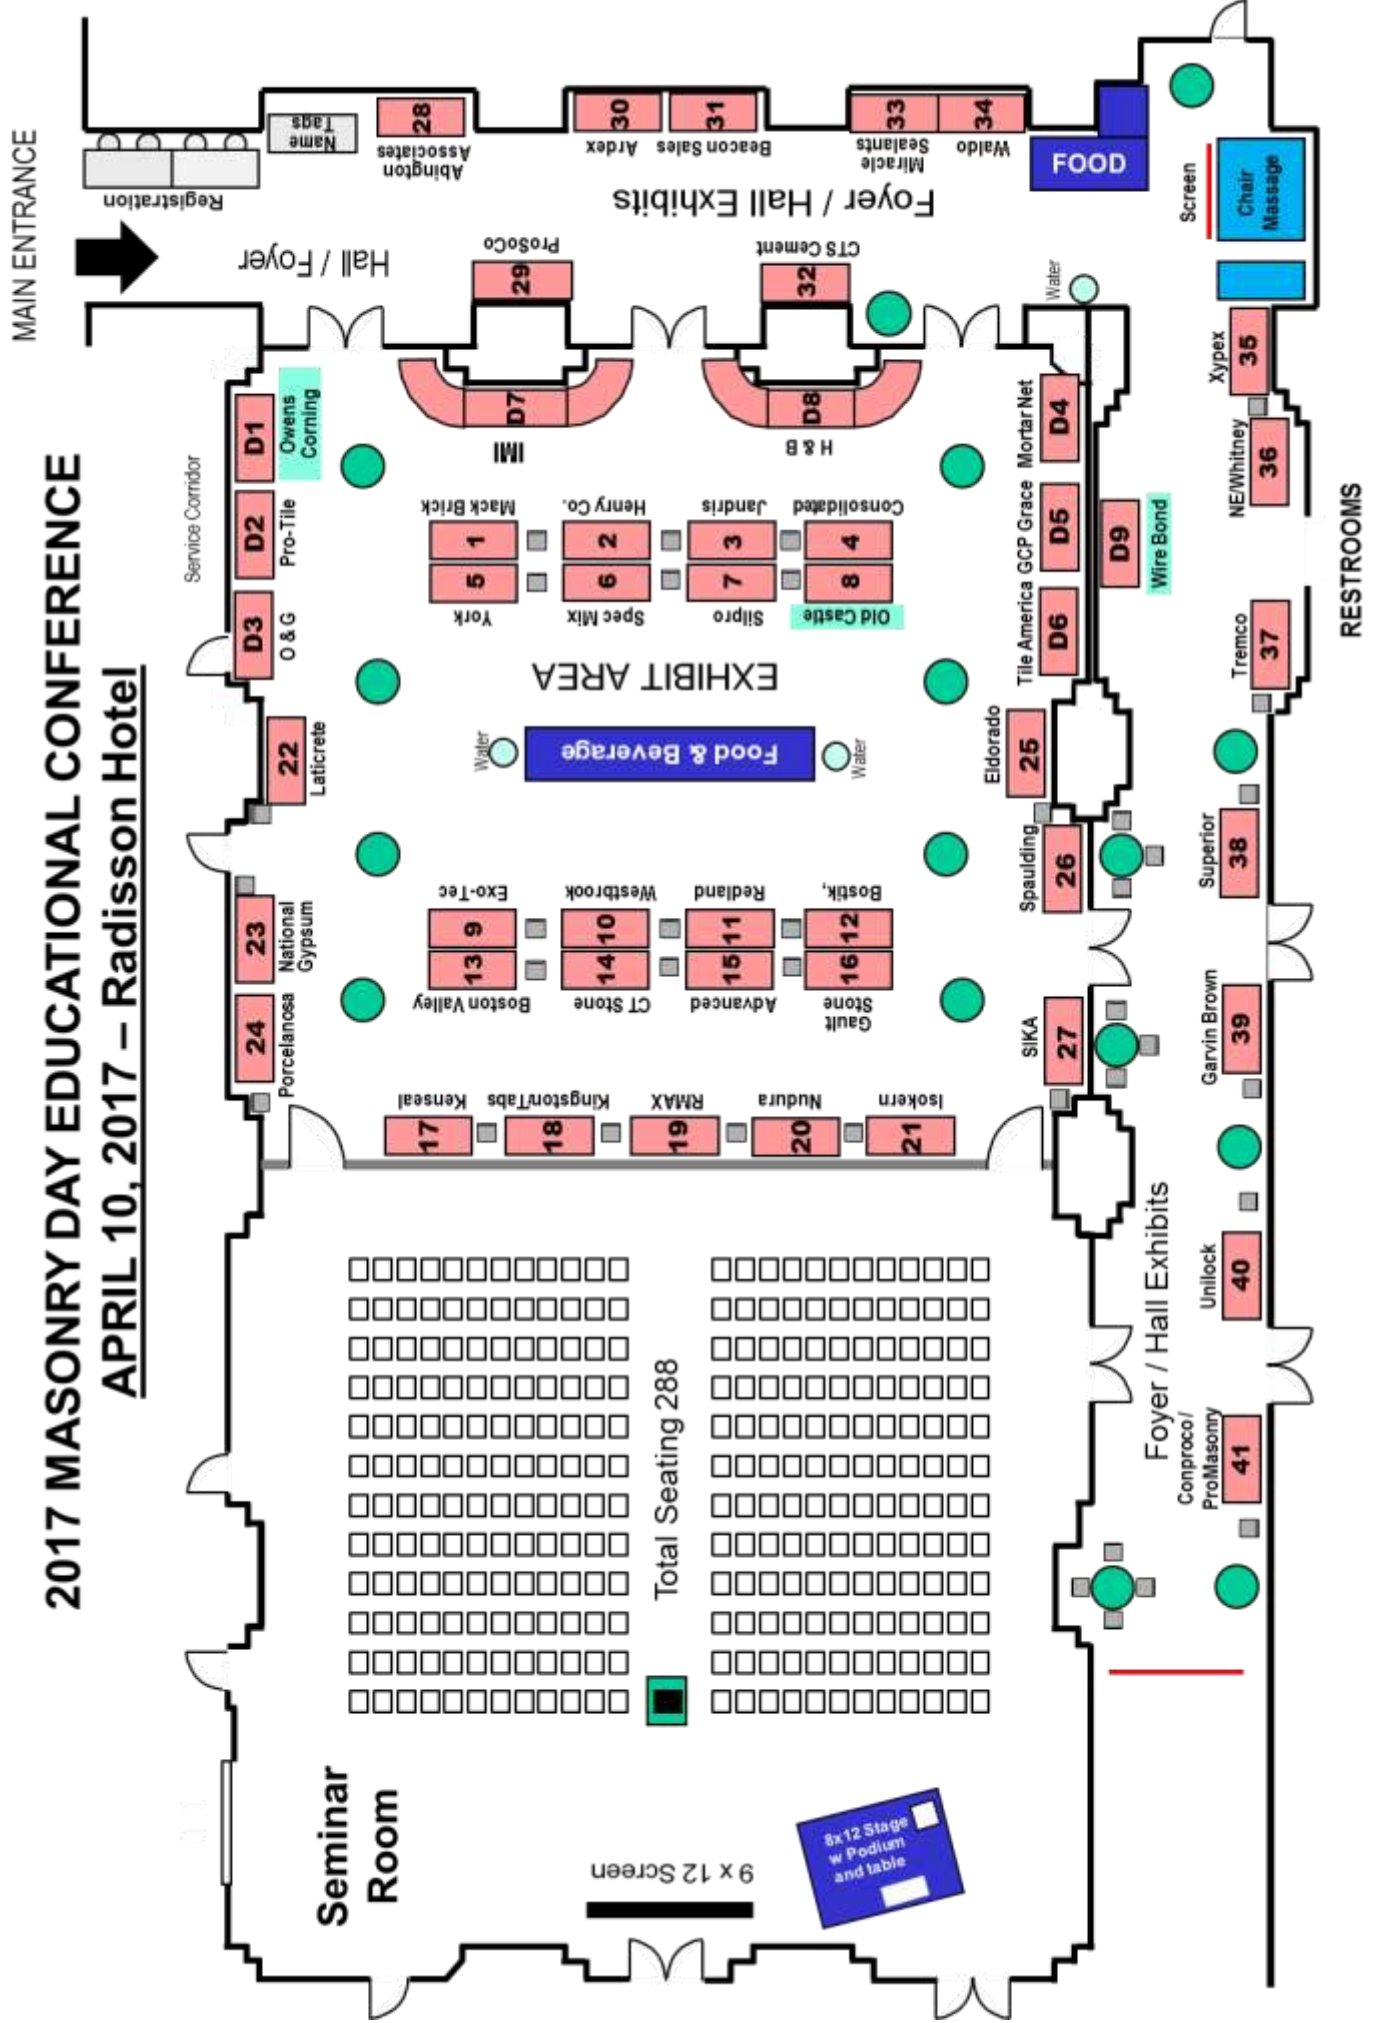 2017 MASONRY DAY EDUCATIONAL CONFERENCE
APRIL 10, 2017 – Radisson Hotel
MAIN ENTRANCE
Registration
Name
Tags
28
Abington
Associates
30
Ardex
31
Beacon Sales
33
Miracle
Sealants
34
Waldo
FOOD
Hall / Foyer
Foyer / Hall Exhibits
29
ProSoCo
32
CTS Cement
Water
Screen
Chair
Massage
Service Corridor
D1
Owens
Corning
D2
Pro-Tile
D3
O & G
22
Laticrete
23
National
Gypsum
24
Porcelanosa
D7
IMI
D8
H & B
D4
Mortar Net
D5
GCP Grace
D6
Tile America
D9
Wire Bond
Mack Brick
1
Henry Co.
2
Jandris
3
Consolidated
4
5
York
6
Spec Mix
7
Silpro
8
Old Castle
EXHIBIT AREA
Water
Food & Beverage
Water
Eldorado
25
Spaulding
26
SIKA
27
Exo-Tec
9
Westbrook
10
Redland
11
Bostik,
12
13
Boston Valley
14
CT Stone
15
Advanced
16
Gault
Stone
Kenseal
17
Kingston/Tabs
18
RMAX
19
Nudura
20
Isokern
21
Xypex
35
NE/Whitney
36
RESTROOMS
Tremco
37
Superior
38
Garvin Brown
39
Unilock
40
Conproco/
ProMasonry
41
Foyer / Hall Exhibits
Total Seating 288
Seminar
Room
9 x 12 Screen
8x12 Stage
w Podium
and table